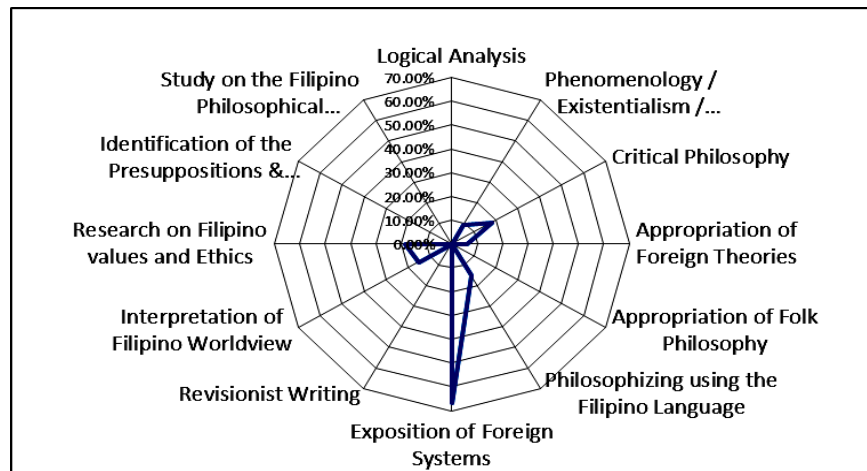 Logical Analysis
70.00%
60.00%
50.00%
40.00%
30.00%
20.00%
10.00%
0.00%
Phenomenology /
Existentialism /...
Critical Philosophy
Appropriation of
Foreign Theories
Appropriation of Folk
Philosophy
Philosophizing using the
Filipino Language
Exposition of Foreign
Systems
Revisionist Writing
Interpretation of
Filipino Worldview
Research on Filipino
values and Ethics
Identification of the
Presuppositions &...
Study on the Filipino
Philosophical...